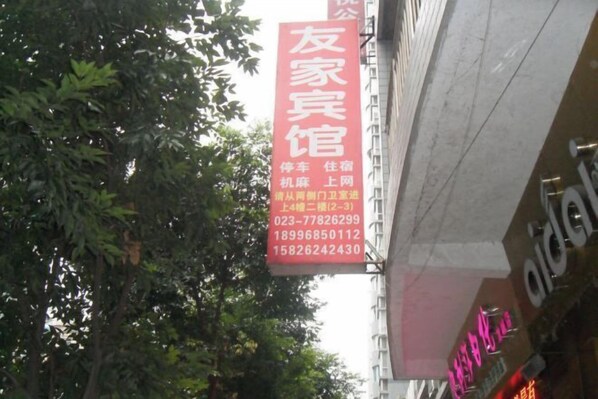 友家宾馆
停车 住宿
机麻 上网
请从两侧门卫室进
上4幢二楼(2-3)
023-77826299
18996850112
15826242430